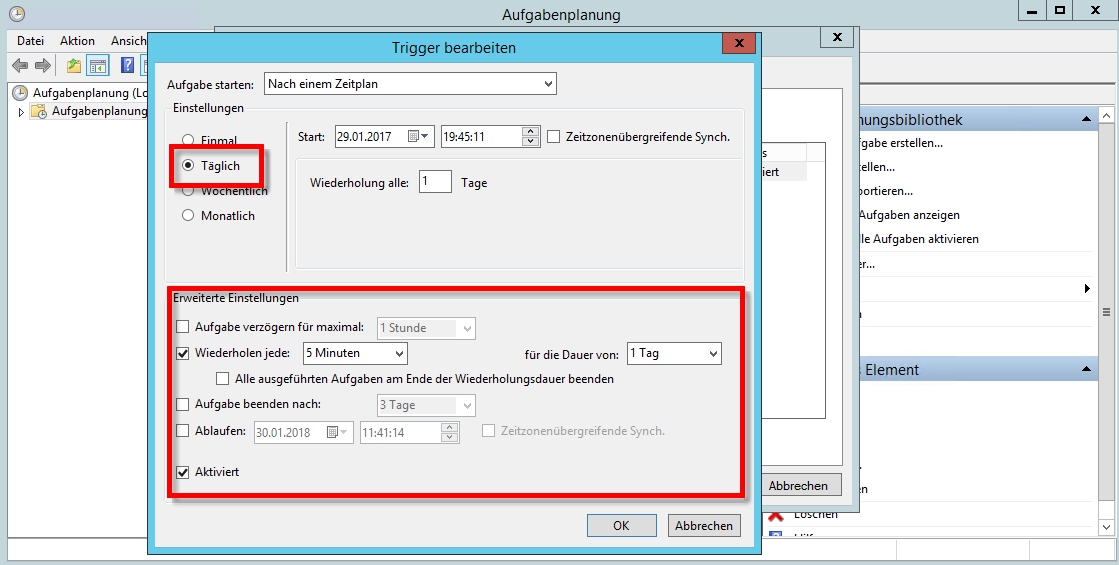 Aufgabenplanung
Datei Aktion Ansich
Trigger bearbeiten
Aufgabenplanung (Lo
Aufgabenplanung
Aufgabe starten: Nach einem Zeitplan
Einstellungen
Einmal
Täglich
Wöchentlich
Monatlich
Start: 29.01.2017 19:45:11 Zeitzonenübergreifende Synch.
Wiederholung alle: 1 Tage
Erweiterte Einstellungen
Aufgabe verzögern für maximal: 1 Stunde
Wiederholen jede: 5 Minuten für die Dauer von: 1 Tag
Alle ausgeführten Aufgaben am Ende der Wiederholungsdauer beenden
Aufgabe beenden nach: 3 Tage
Ablaufen: 30.01.2018 11:41:14 Zeitzonenübergreifende Synch.
Aktiviert
OK Abbrechen
s
iert
Abbrechen
nungsbibliothek
gabe erstellen...
ellen...
portieren...
Aufgaben anzeigen
lle Aufgaben aktivieren
er...
s Element
en
Löschen